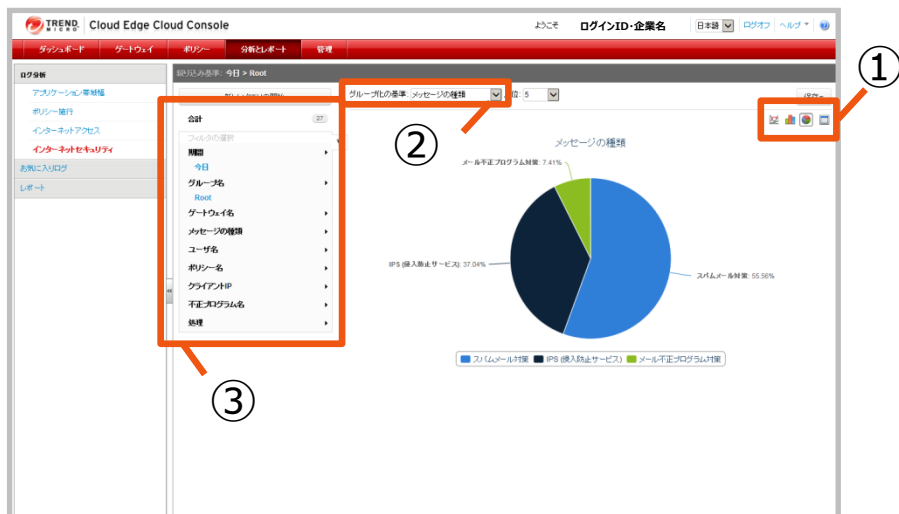 TREND MICRO Cloud Edge Cloud Console
ようこそ ログインID・企業名 日本語 ログオフ ヘルプ
ダッシュボード ゲートウェイ ポリシー 分析とレポート 管理
ログ分析
アプリケーション帯域幅
ポリシー施行
インターネットアクセス
インターネットセキュリティ
お気に入りログ
レポート
絞り込み基準: 今日 > Root
グループ化の基準: メッセージの種類 位: 5
①
②
③
合計 27
フィルタの選択
期間
今日
グループ名
Root
ゲートウェイ名
メッセージの種類
ユーザ名
ポリシー名
クライアントIP
不正プログラム名
処理
メッセージの種類
メール不正プログラム対策: 7.41%
IPS (侵入防止サービス): 37.04%
スパムメール対策: 55.56%
スパムメール対策 IPS (侵入防止サービス) メール不正プログラム対策